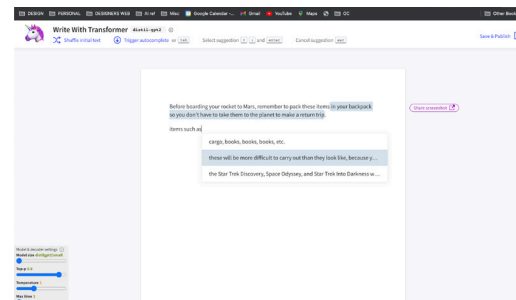 DESIGN PERSONAL DESIGNERS WEB AI ref Misc Google Calendar -... Gmail YouTube Maps GC Other Book
Write With Transformer distil-gpt2
Shuffle initial text Trigger autocomplete or tab Select suggestion ↑ ↓ and enter Cancel suggestion esc Save & Publish
Before boarding your rocket to Mars, remember to pack these items in your backpack
so you don't have to take them to the planet to make a return trip.
Share screenshot
items such as
cargo, books, books, books, etc.
these will be more difficult to carry out than they look like, because y...
the Star Trek Discovery, Space Odyssey, and Star Trek Into Darkness w...
Model & decoder settings
Model size
Top-p
Temperature
Max time